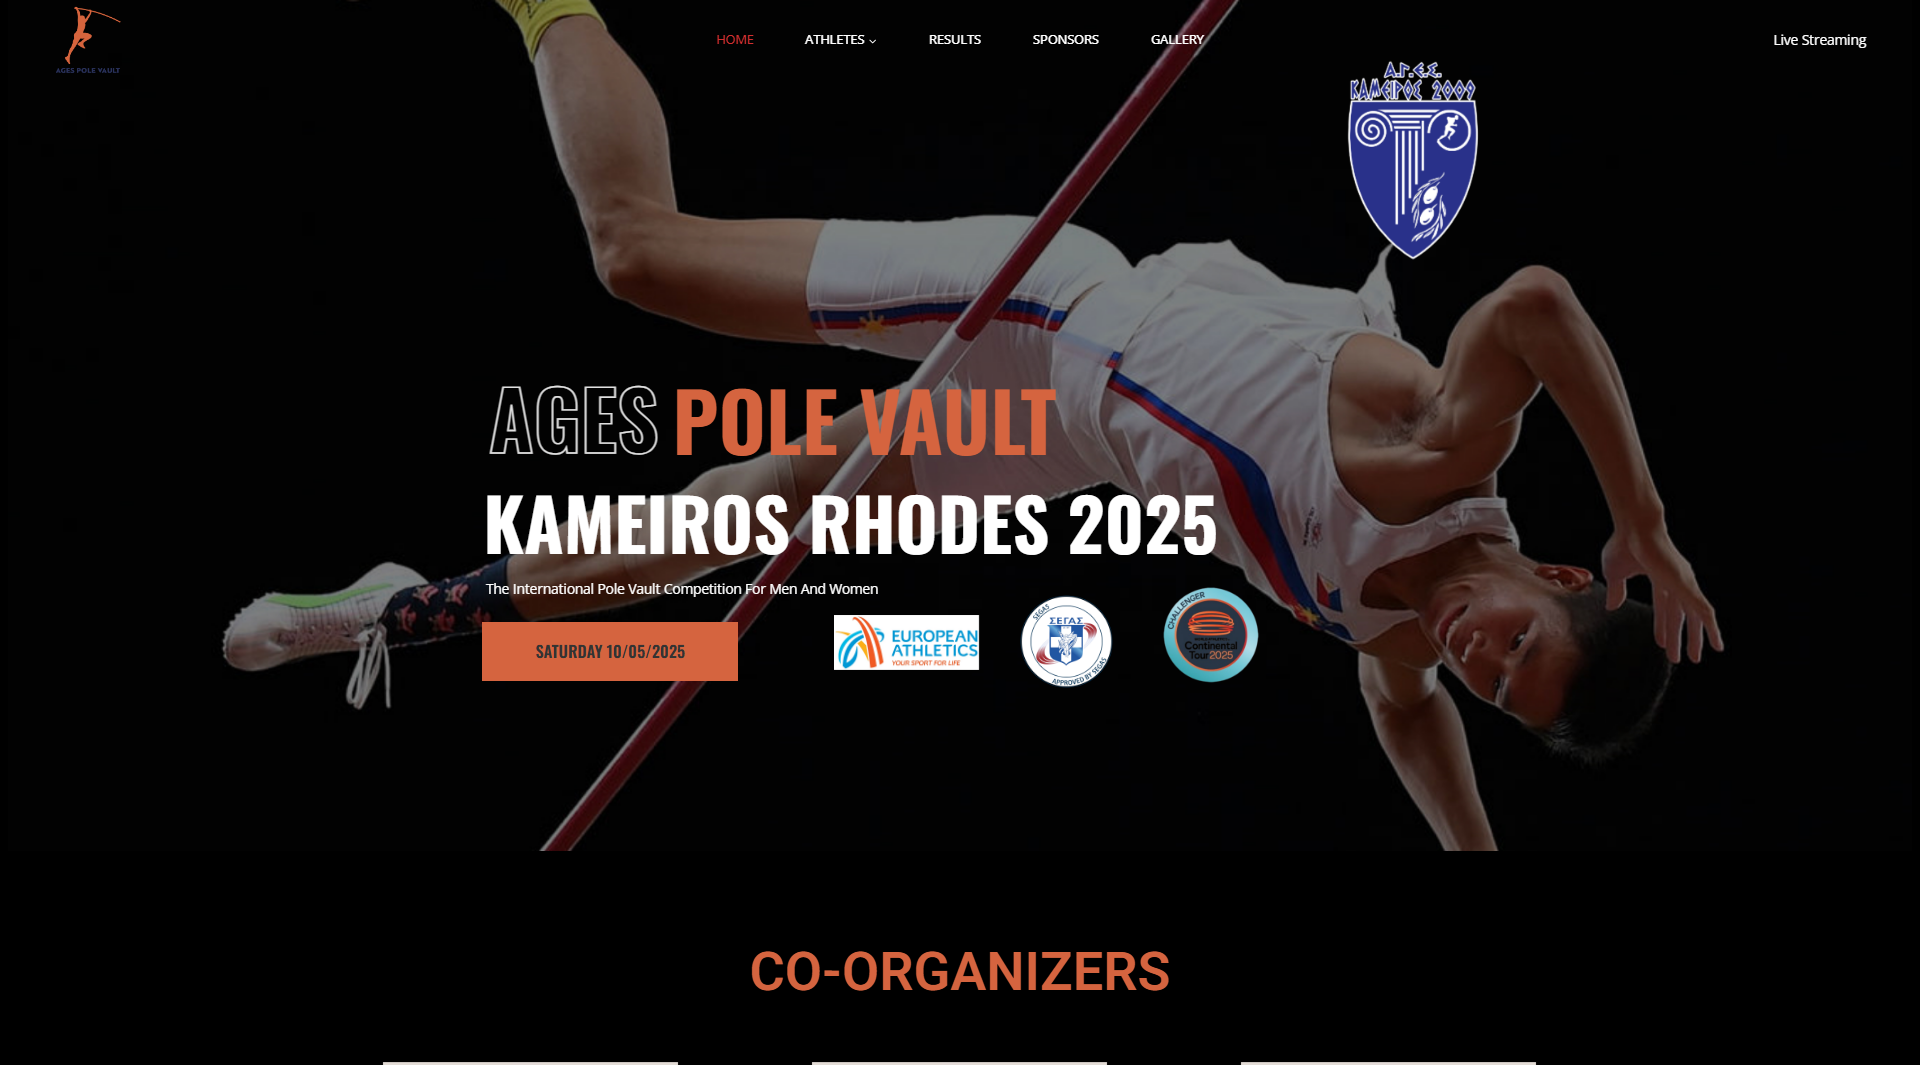 AGES POLE VAULT
HOME
ATHLETES
RESULTS
SPONSORS
GALLERY
Live Streaming
Α.Γ.Ε.Σ.
ΚΑΜΕΙΡΟΣ 2009
AGES POLE VAULT
KAMEIROS RHODES 2025
The International Pole Vault Competition For Men And Women
SATURDAY 10/05/2025
EUROPEAN
ATHLETICS
YOUR SPORT FOR LIFE
SEGAS
ΣΕΓΑΣ
APPROVED BY SEGAS
CHALLENGER
Continental
Tour2025
CO-ORGANIZERS